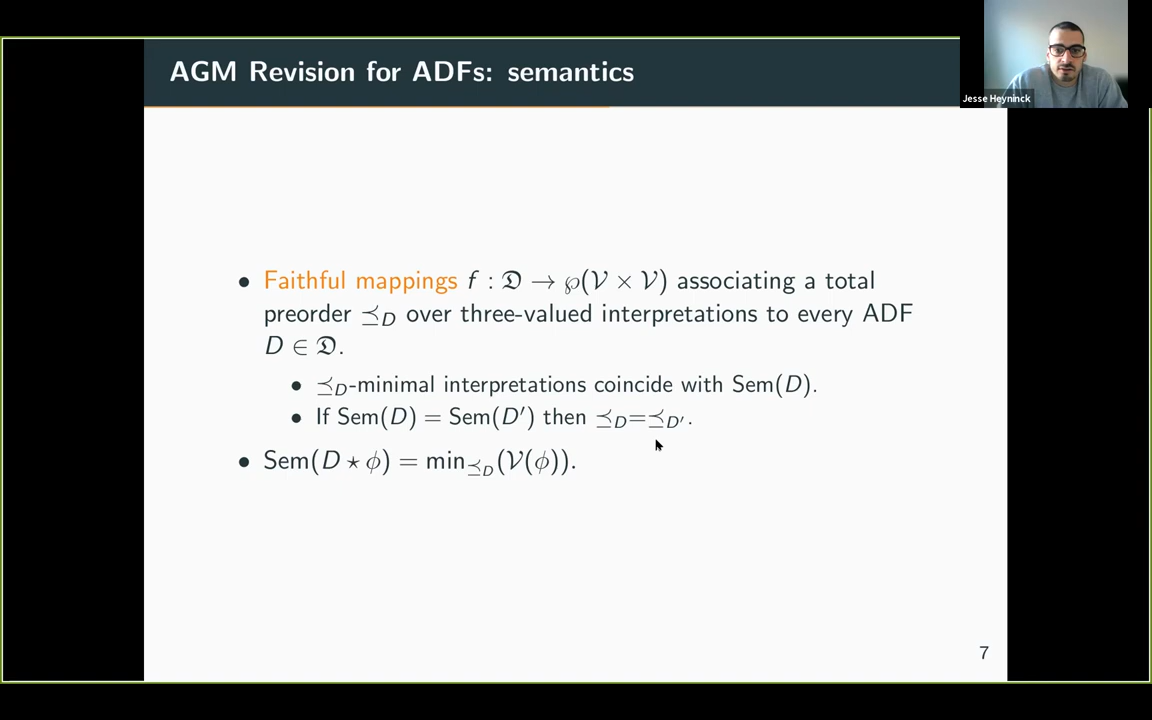 AGM Revision for ADFs: semantics
Jesse Heyninck
• Faithful mappings f : 𝔇 → ℘(𝒱 × 𝒱) associating a total
preorder ⪯_D over three-valued interpretations to every ADF
D ∈ 𝔇.
• ⪯_D-minimal interpretations coincide with Sem(D).
• If Sem(D) = Sem(D′) then ⪯_D=⪯_D′.
• Sem(D ⋆ ϕ) = min_⪯_D(𝒱(ϕ)).
7